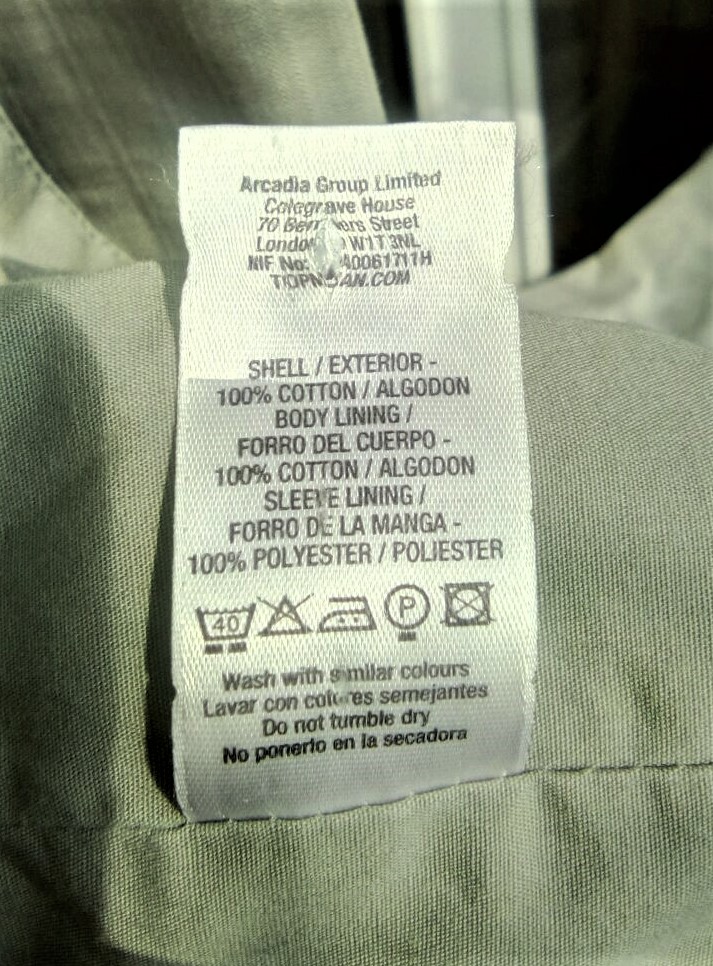 Arcadia Group Limited
Colegrave House
70 Street
W1T 3NL
NIF No:
SHELL / EXTERIOR -
100% COTTON / ALGODON
BODY LINING /
FORRO DEL CUERPO -
100% COTTON / ALGODON
SLEEVE LINING /
FORRO DE LA MANGA -
100% POLYESTER / POLIESTER
40 P
Wash with similar colours
Lavar con colores semejantes
Do not tumble dry
No ponerlo en la secadora